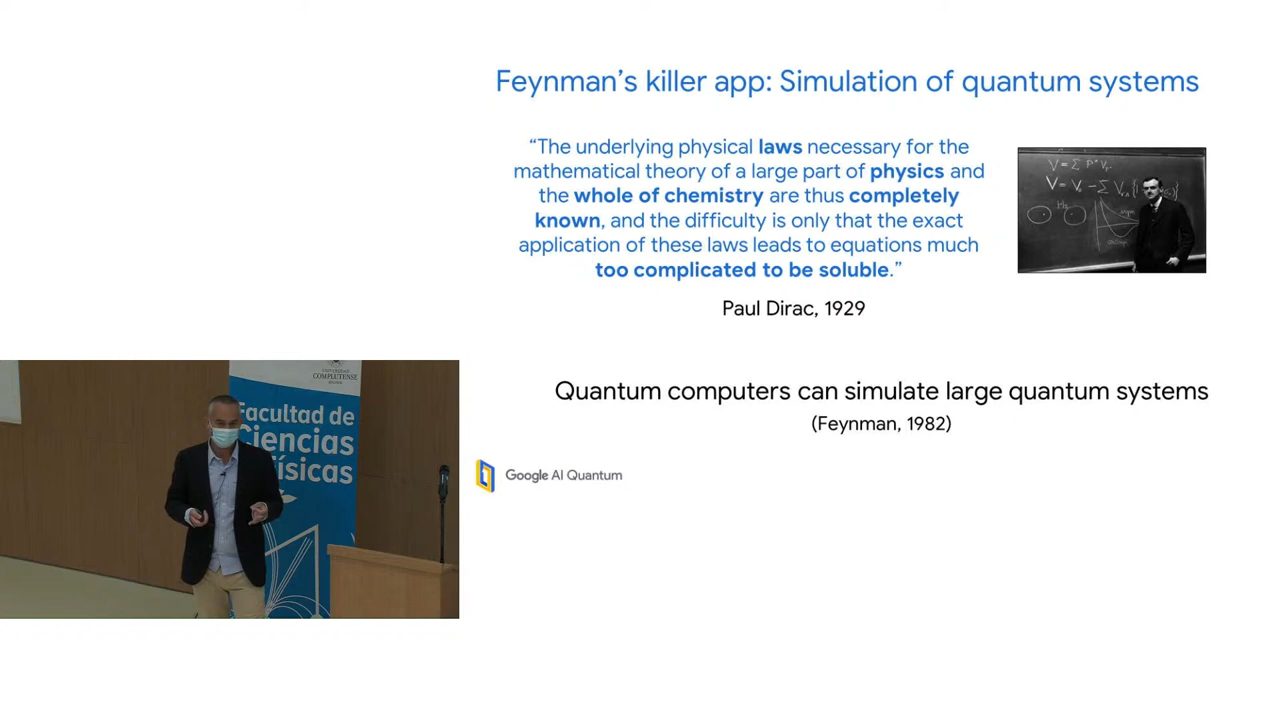 Feynman’s killer app: Simulation of quantum systems
“The underlying physical laws necessary for the
mathematical theory of a large part of physics and
the whole of chemistry are thus completely
known, and the difficulty is only that the exact
application of these laws leads to equations much
too complicated to be soluble.”
Paul Dirac, 1929
Quantum computers can simulate large quantum systems
(Feynman, 1982)
Google AI Quantum
UNIVERSIDAD
COMPLUTENSE
Facultad de
Ciencias
Físicas